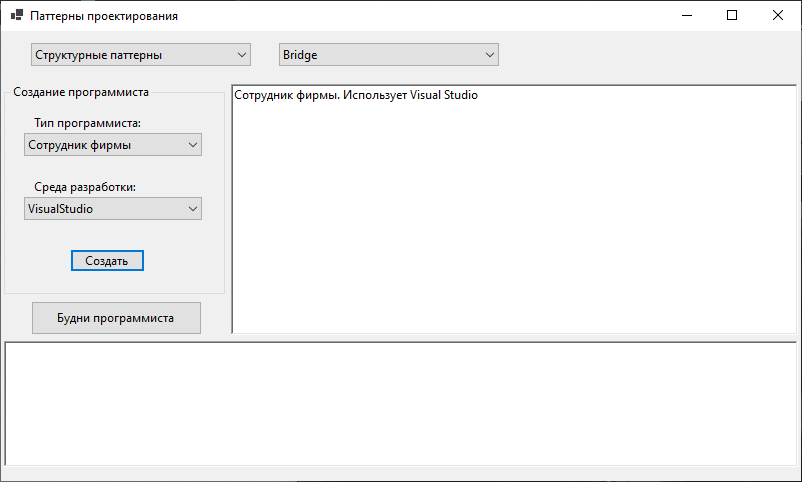 Паттерны проектирования
Структурные паттерны
Bridge
Создание программиста
Тип программиста:
Сотрудник фирмы
Среда разработки:
VisualStudio
Создать
Будни программиста
Сотрудник фирмы. Использует Visual Studio